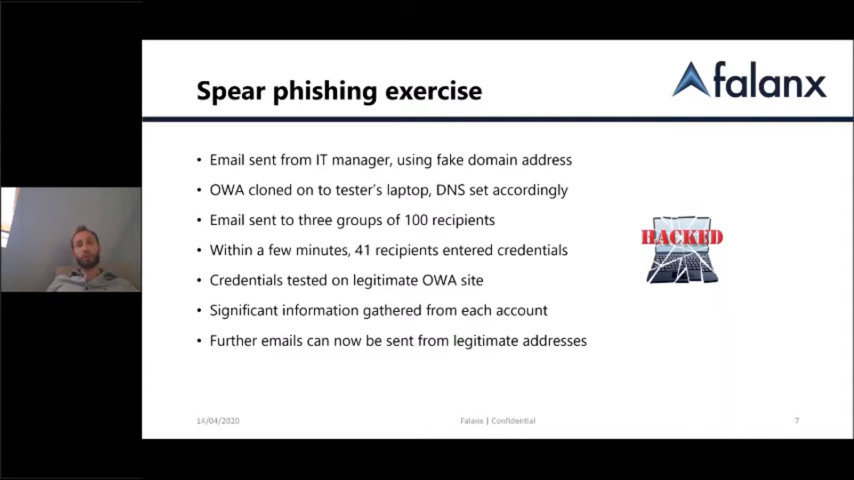 falanx
Spear phishing exercise
• Email sent from IT manager, using fake domain address
• OWA cloned on to tester's laptop, DNS set accordingly
• Email sent to three groups of 100 recipients
• Within a few minutes, 41 recipients entered credentials
• Credentials tested on legitimate OWA site
• Significant information gathered from each account
• Further emails can now be sent from legitimate addresses
HACKED
14/04/2020
Falanx | Confidential
7